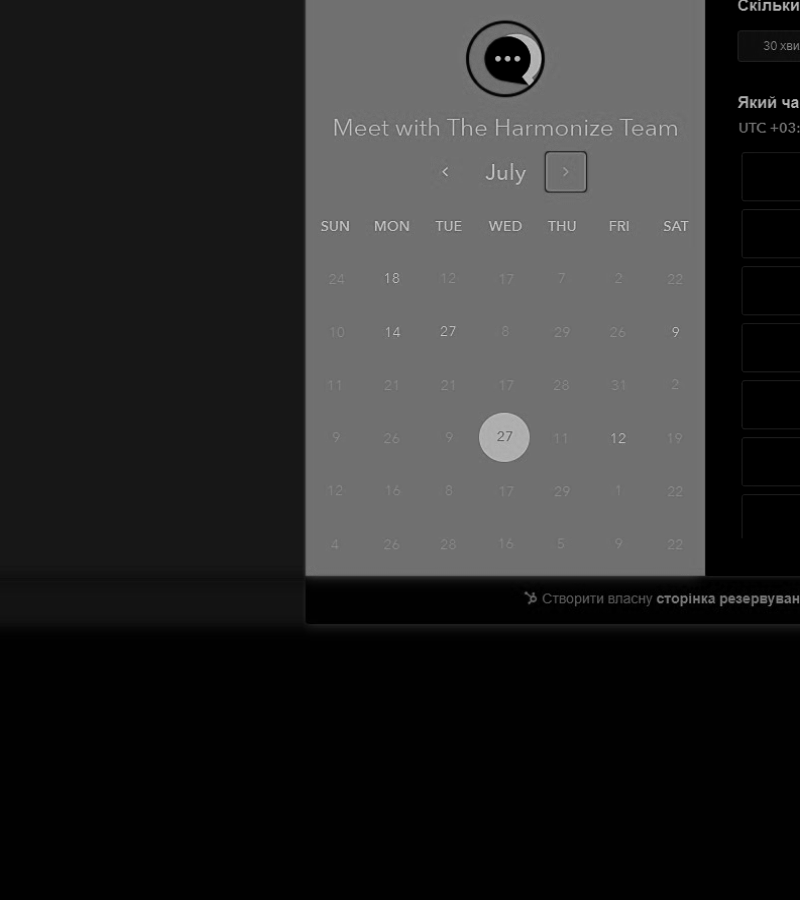 Скільки
30 хви
Який ча
UTC +03:
Meet with The Harmonize Team
July
SUN MON TUE WED THU FRI SAT
24 18 12 17 7 2 22
10 14 27 8 29 26 9
11 21 21 17 28 31 2
9 26 9 27 11 12 19
12 16 8 17 29 1 22
4 26 28 16 5 9 22
Створити власну сторінка резервуван